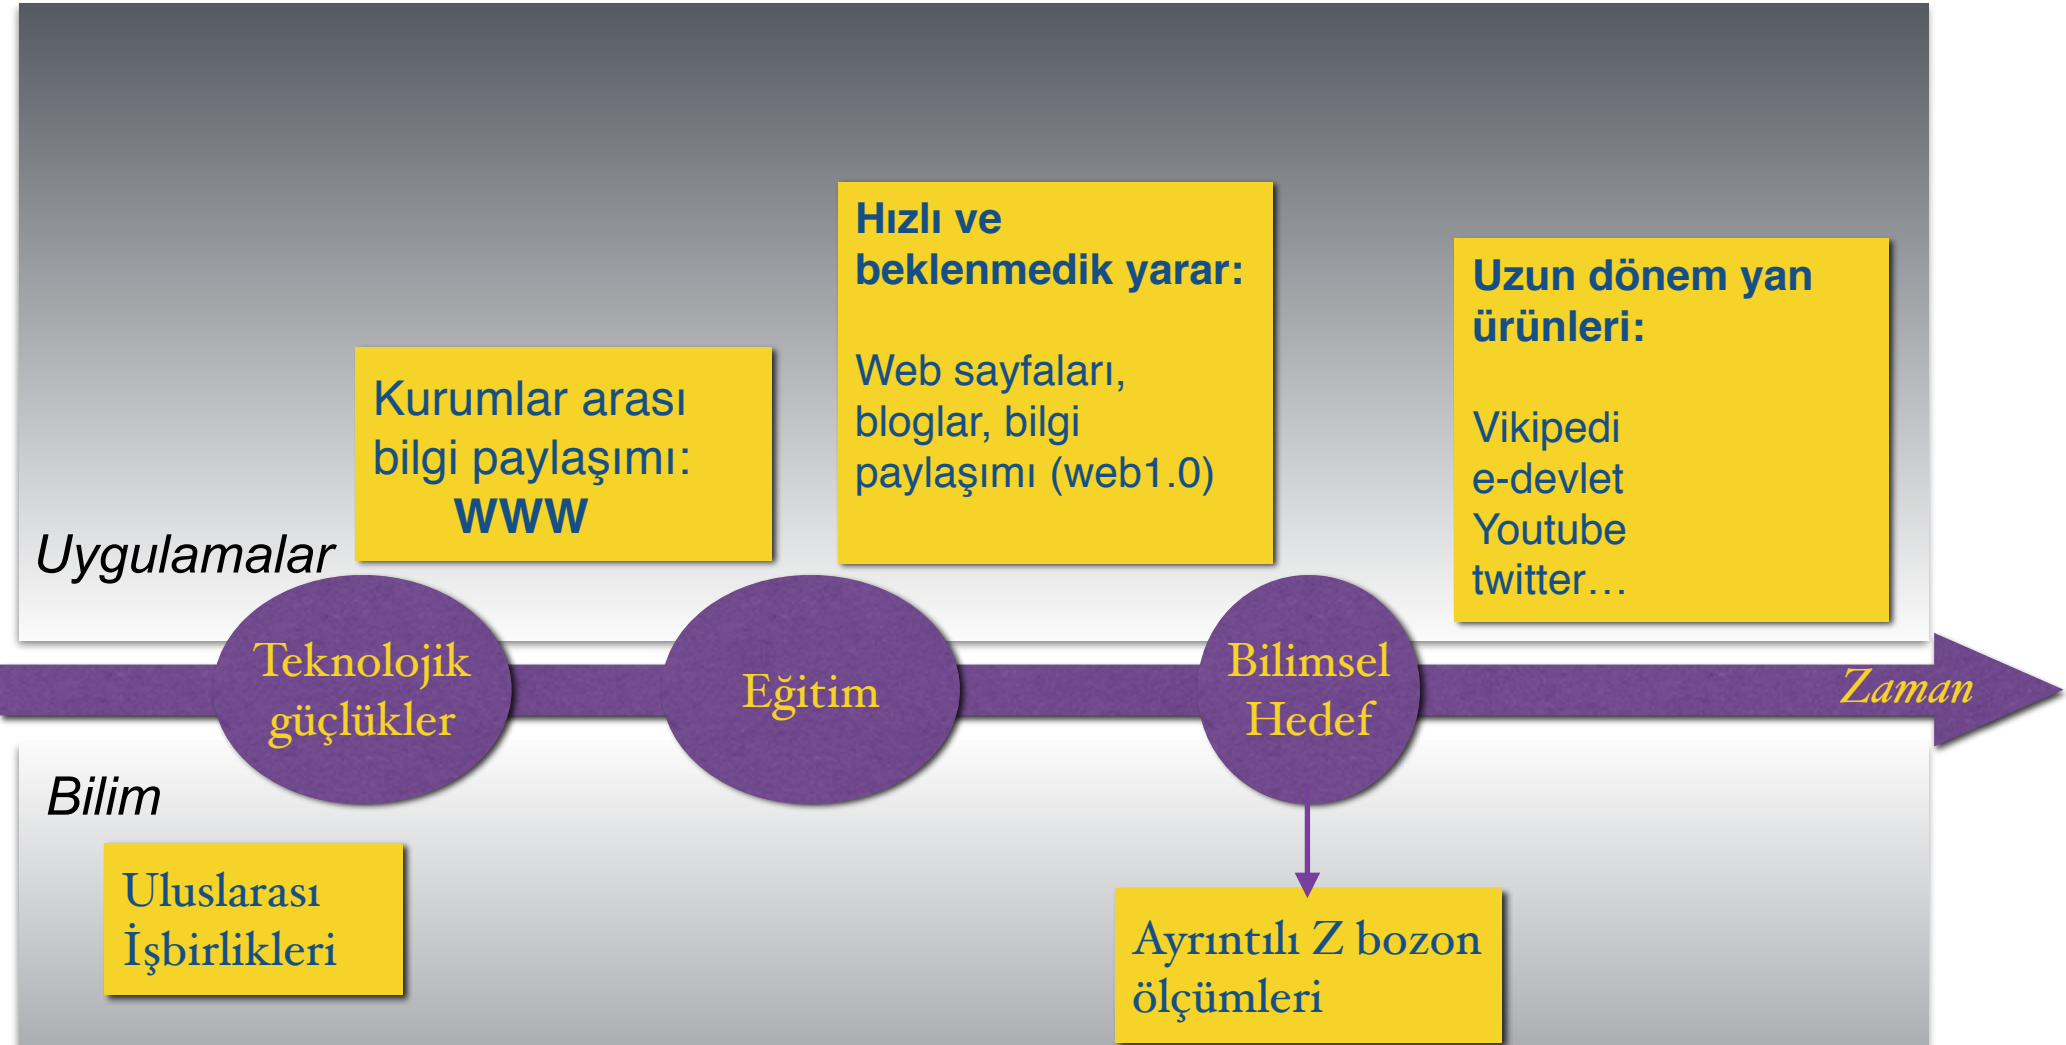 Hızlı ve
beklenmedik yarar:
Web sayfaları,
bloglar, bilgi
paylaşımı (web1.0)
Uzun dönem yan
ürünleri:
Vikipedi
e-devlet
Youtube
twitter…
Kurumlar arası
bilgi paylaşımı:
WWW
Uygulamalar
Teknolojik
güçlükler
Eğitim
Bilimsel
Hedef
Zaman
Bilim
Uluslarası
İşbirlikleri
Ayrıntılı Z bozon
ölçümleri